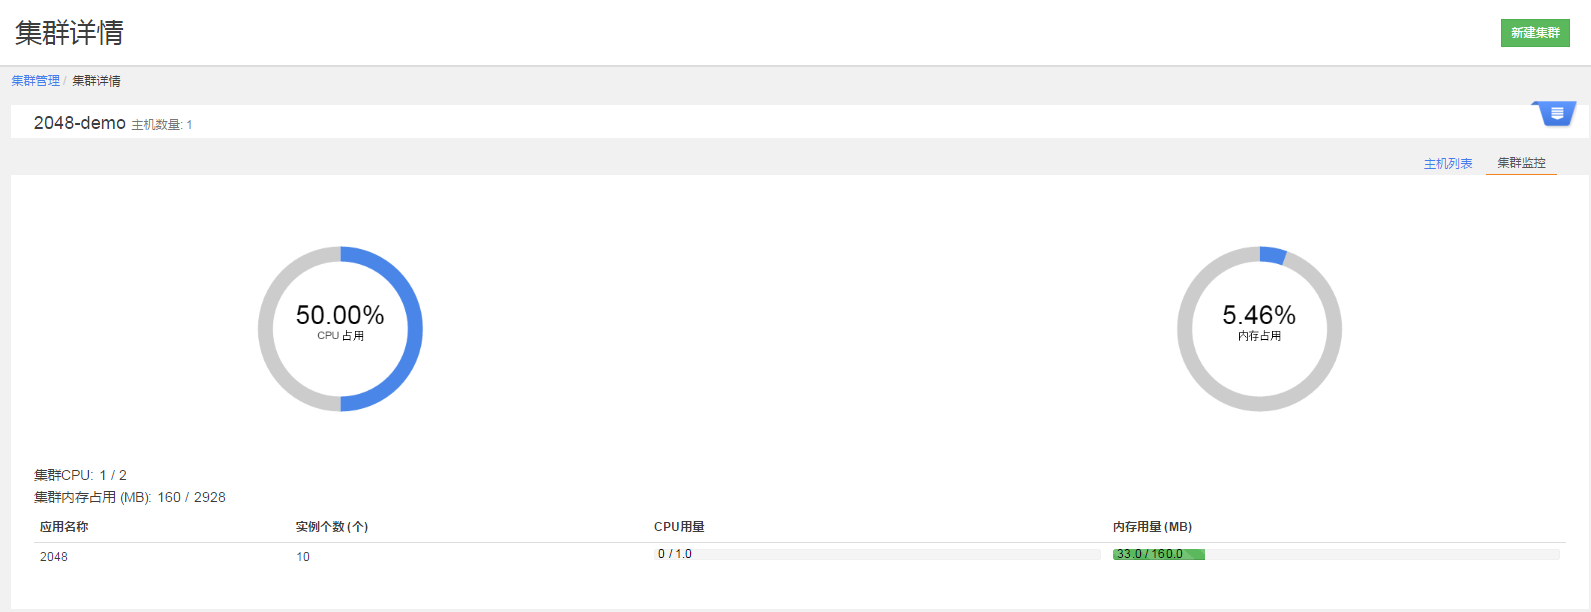 集群详情
新建集群
集群管理 / 集群详情
2048-demo 主机数量: 1
主机列表 集群监控
50.00%
CPU 占用
5.46%
内存占用
集群CPU: 1 / 2
集群内存占用 (MB): 160 / 2928
应用名称 实例个数 (个) CPU用量 内存用量 (MB)
2048 10 0 / 1.0 33.0 / 160.0